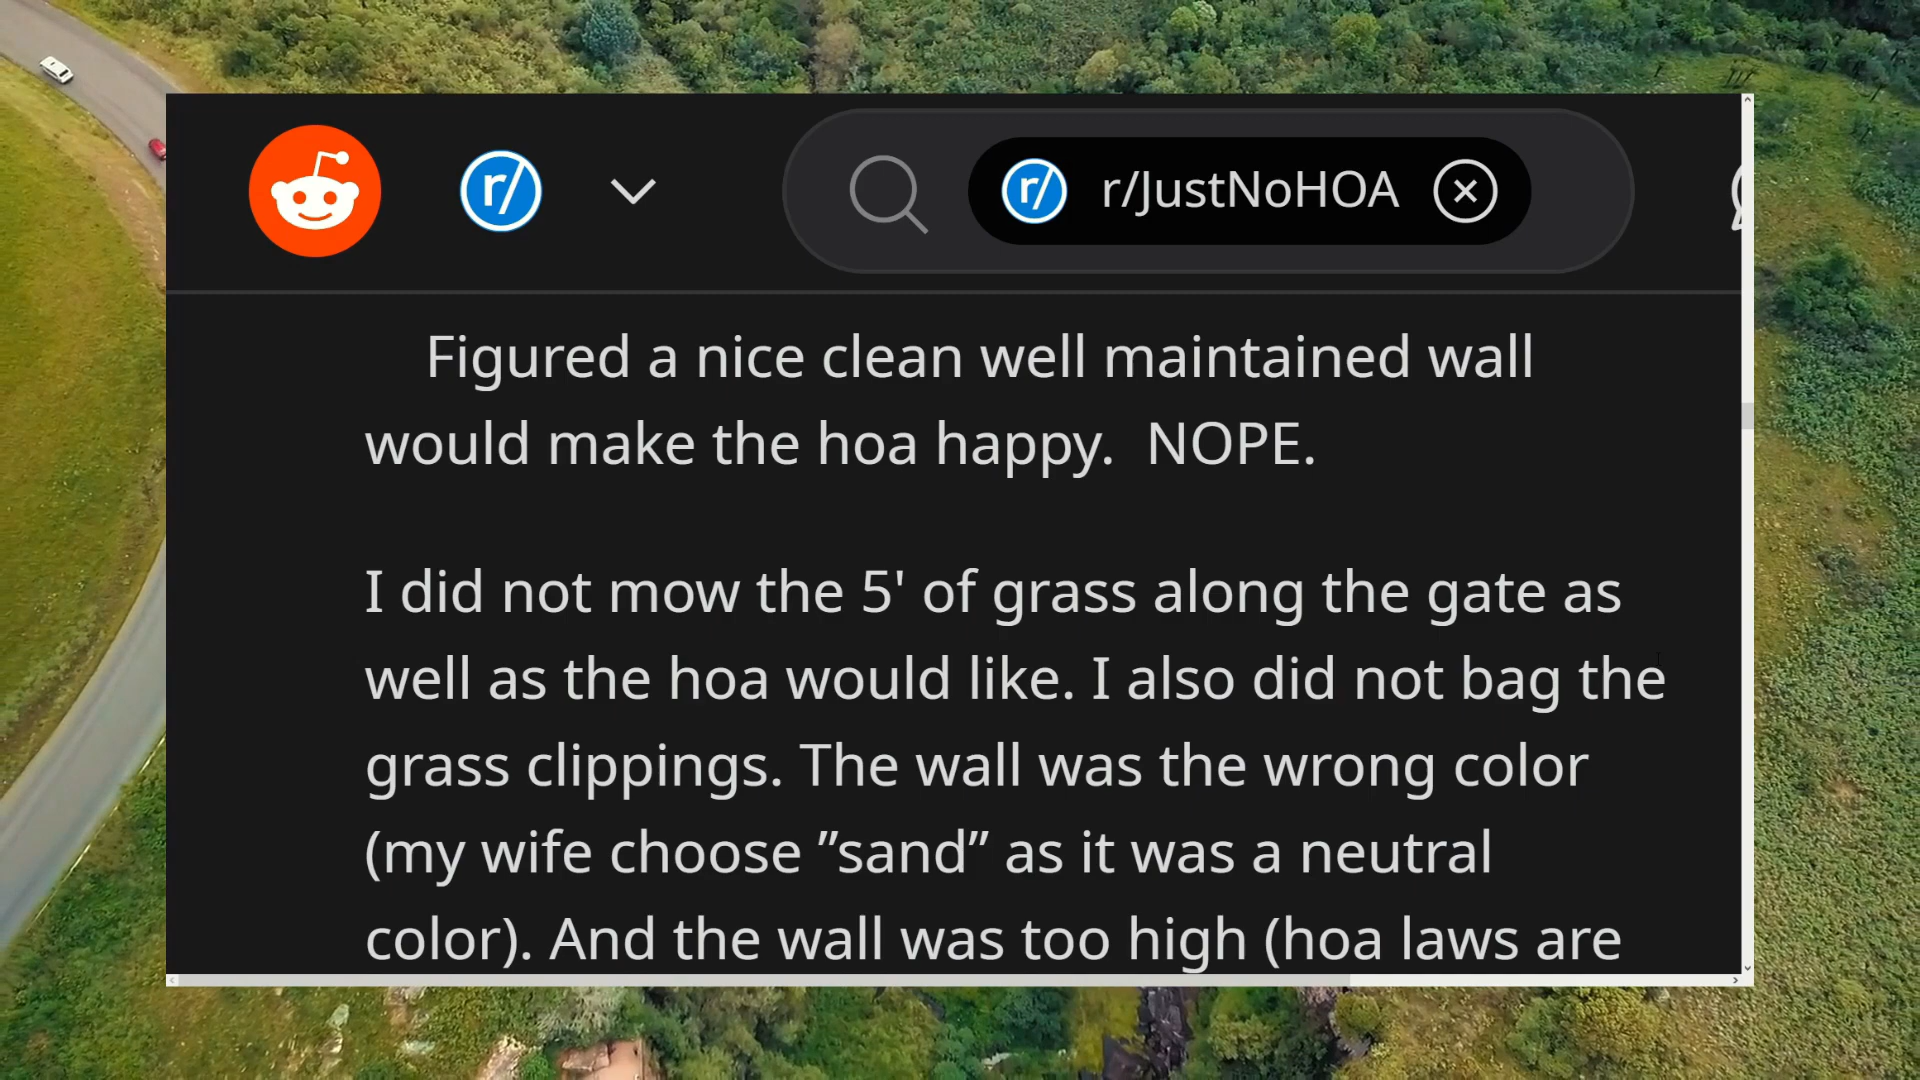 r/ r/ r/JustNoHOA
Figured a nice clean well maintained wall
would make the hoa happy.  NOPE.
I did not mow the 5' of grass along the gate as
well as the hoa would like. I also did not bag the
grass clippings. The wall was the wrong color
(my wife choose ”sand” as it was a neutral
color). And the wall was too high (hoa laws are